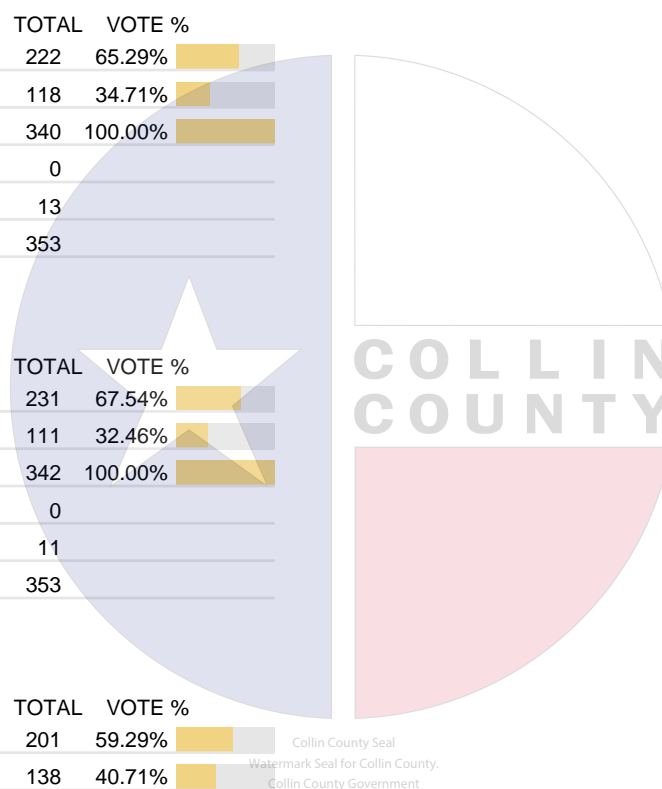 TOTAL VOTE %
222 65.29%
118 34.71%
340 100.00%
0
13
353
TOTAL VOTE %
231 67.54%
111 32.46%
342 100.00%
0
11
353
COLLIN
COUNTY
TOTAL VOTE %
201 59.29%
138 40.71%
Collin County Seal
Watermark Seal for Collin County.
Collin County Government